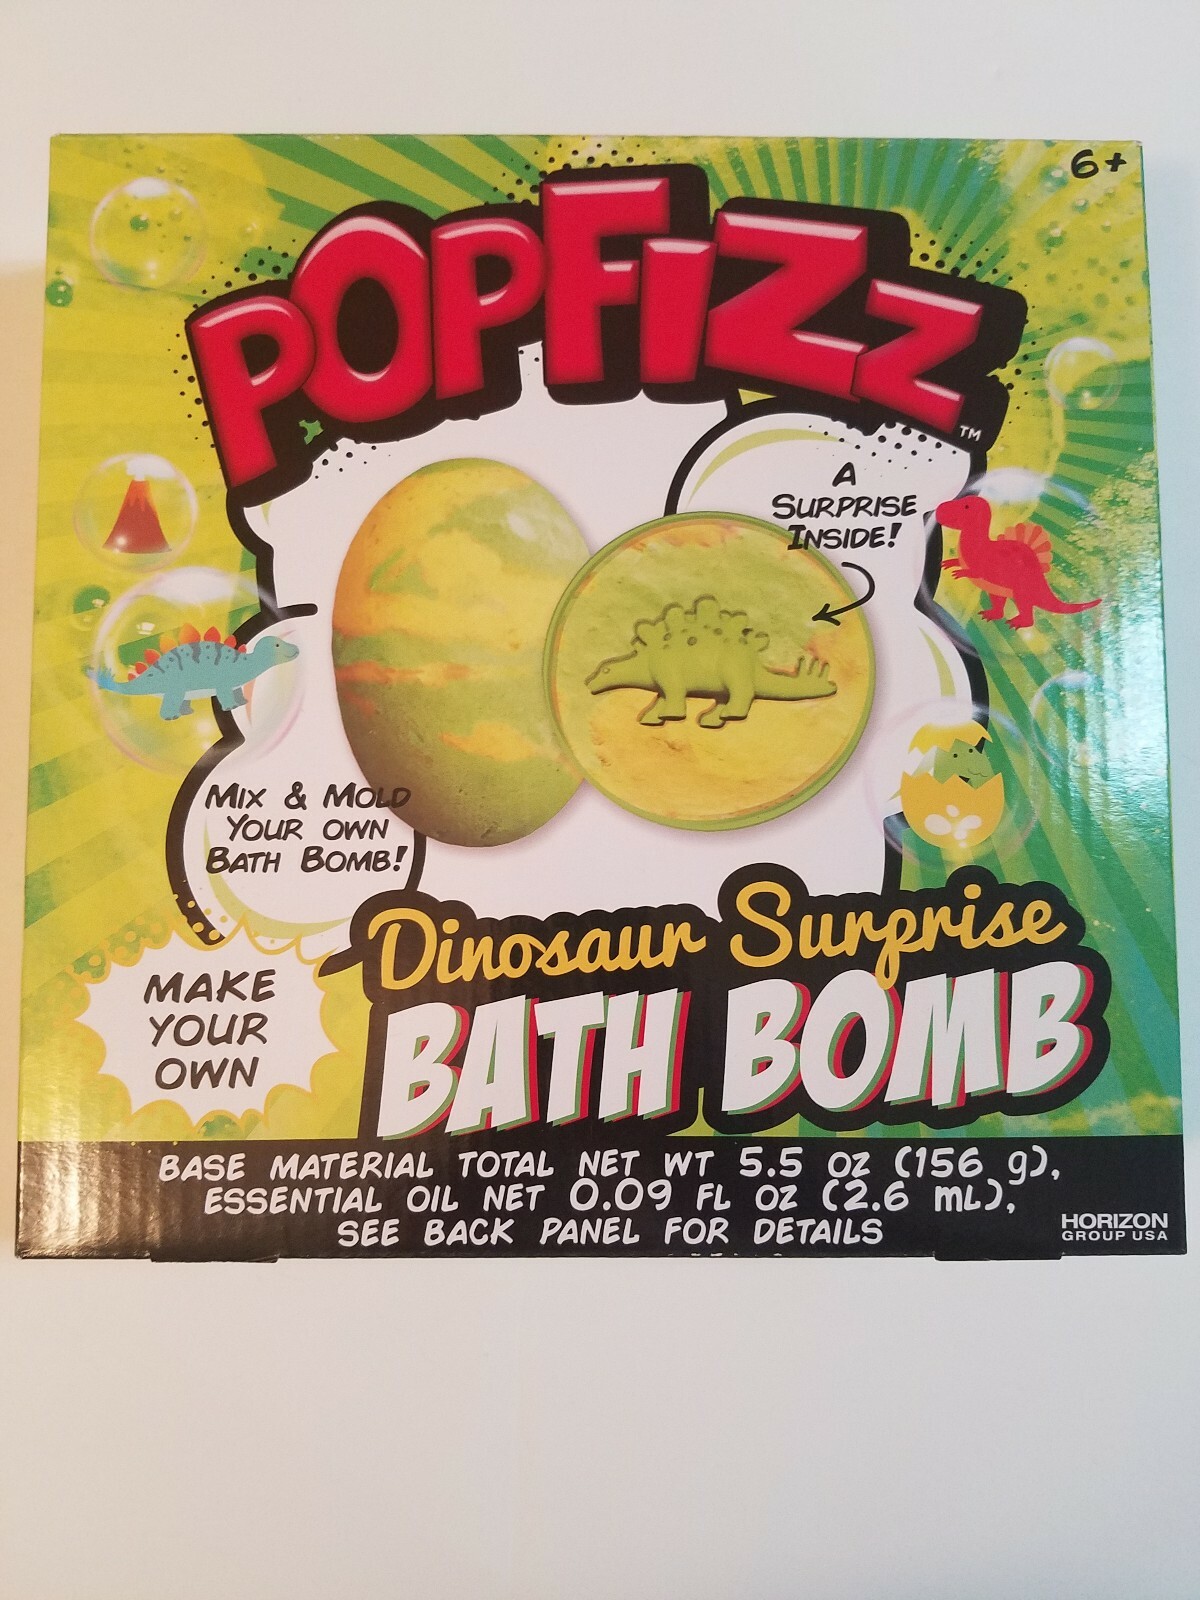 6+
POPFIZZ™
A
SURPRISE
INSIDE!
MIX & MOLD
YOUR OWN
BATH BOMB!
Dinosaur Surprise
BATH BOMB
MAKE
YOUR
OWN
BASE MATERIAL TOTAL NET WT 5.5 OZ (156 g),
ESSENTIAL OIL NET 0.09 FL OZ (2.6 mL),
SEE BACK PANEL FOR DETAILS
HORIZON
GROUP USA